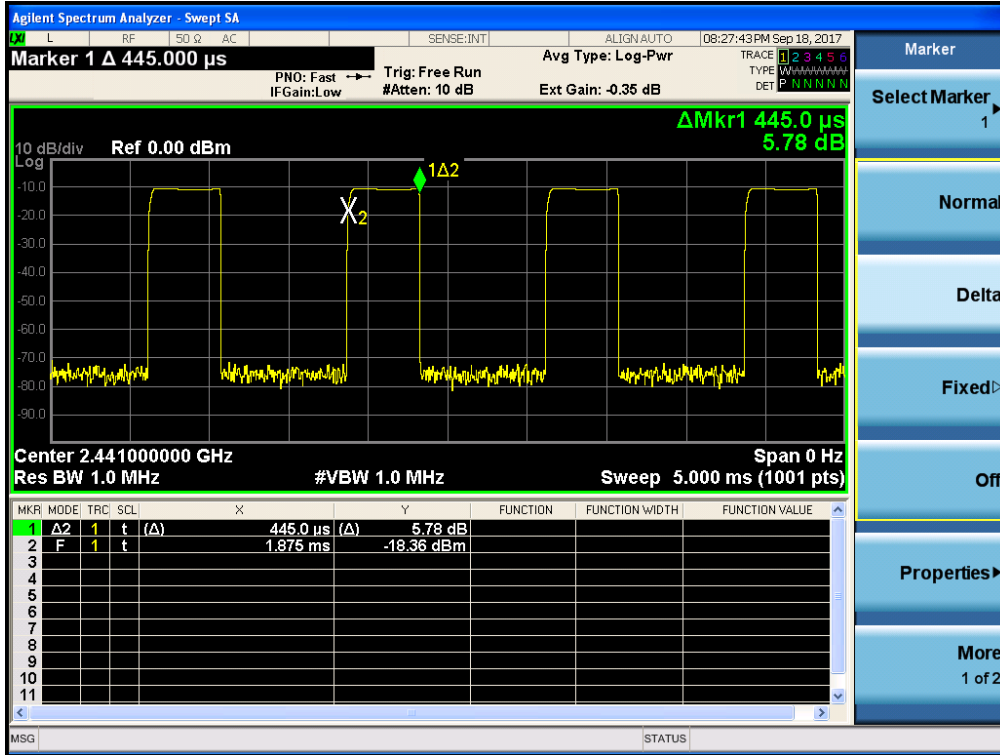 Agilent Spectrum Analyzer - Swept SA
LXI L RF 50 Ω AC SENSE:INT ALIGN AUTO 08:27:43 PM Sep 18, 2017
Marker 1 Δ 445.000 µs
PNO: Fast
IFGain:Low
Trig: Free Run
#Atten: 10 dB
Avg Type: Log-Pwr
Ext Gain: -0.35 dB
TRACE 1 2 3 4 5 6
TYPE W
DET P N N N N N
ΔMkr1 445.0 µs
5.78 dB
10 dB/div Ref 0.00 dBm
Log
1Δ2
-10.0
-20.0
X2
-30.0
-40.0
-50.0
-60.0
-70.0
-80.0
-90.0
Center 2.441000000 GHz Span 0 Hz
Res BW 1.0 MHz #VBW 1.0 MHz Sweep 5.000 ms (1001 pts)
MKR MODE TRC SCL X Y FUNCTION FUNCTION WIDTH FUNCTION VALUE
1 Δ2 1 t (Δ) 445.0 µs (Δ) 5.78 dB
2 F 1 t 1.875 ms -18.36 dBm
3
4
5
6
7
8
9
10
11
MSG STATUS
Marker
Select Marker
1
Normal
Delta
Fixed
Off
Properties
More
1 of 2